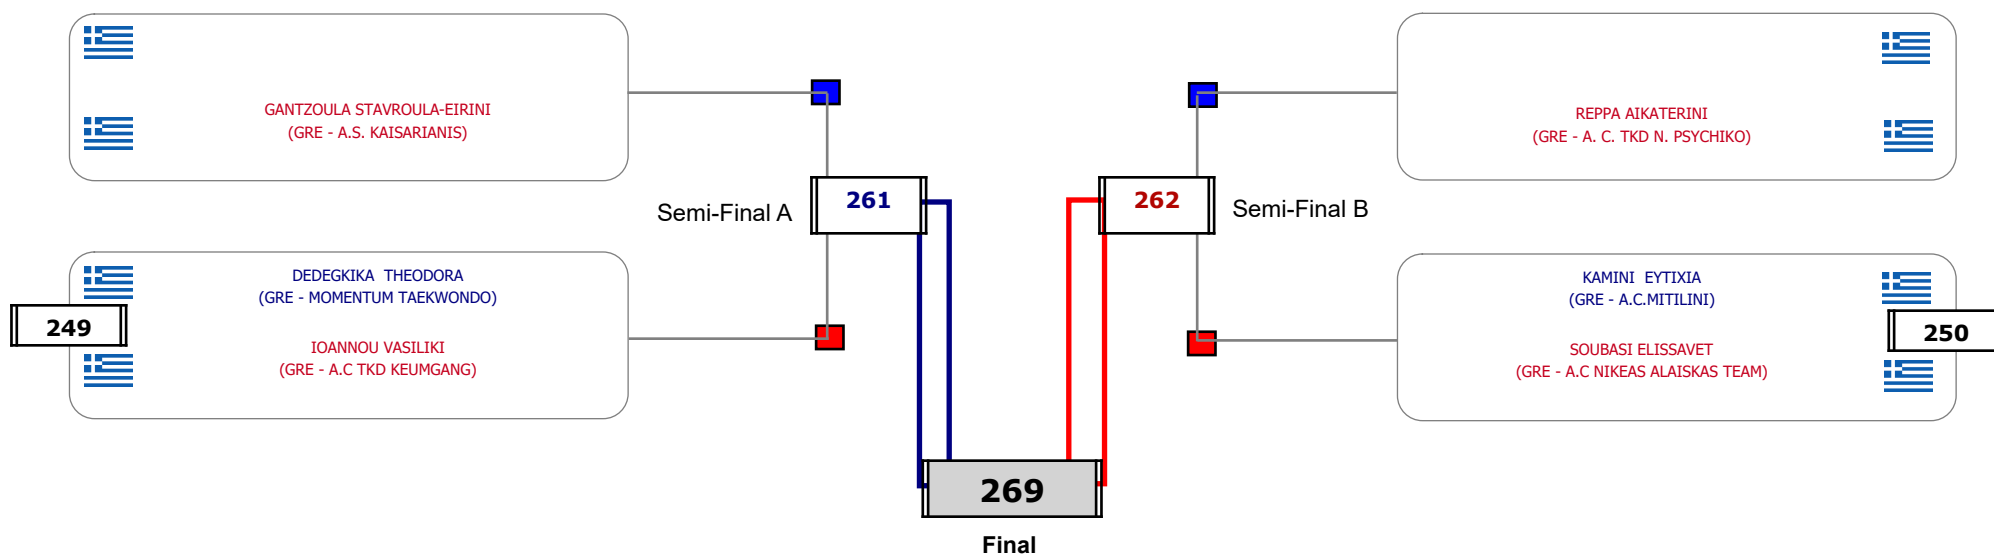 GANTZOULA STAVROULA-EIRINI
(GRE - A.S. KAISARIANIS)
REPPA AIKATERINI
(GRE - A. C. TKD N. PSYCHIKO)
Semi-Final A
261
262
Semi-Final B
DEDEGKIKA  THEODORA
(GRE - MOMENTUM TAEKWONDO)
249
IOANNOU VASILIKI
(GRE - A.C TKD KEUMGANG)
KAMINI  EYTIXIA
(GRE - A.C.MITILINI)
250
SOUBASI ELISSAVET
(GRE - A.C NIKEAS ALAISKAS TEAM)
269
Final